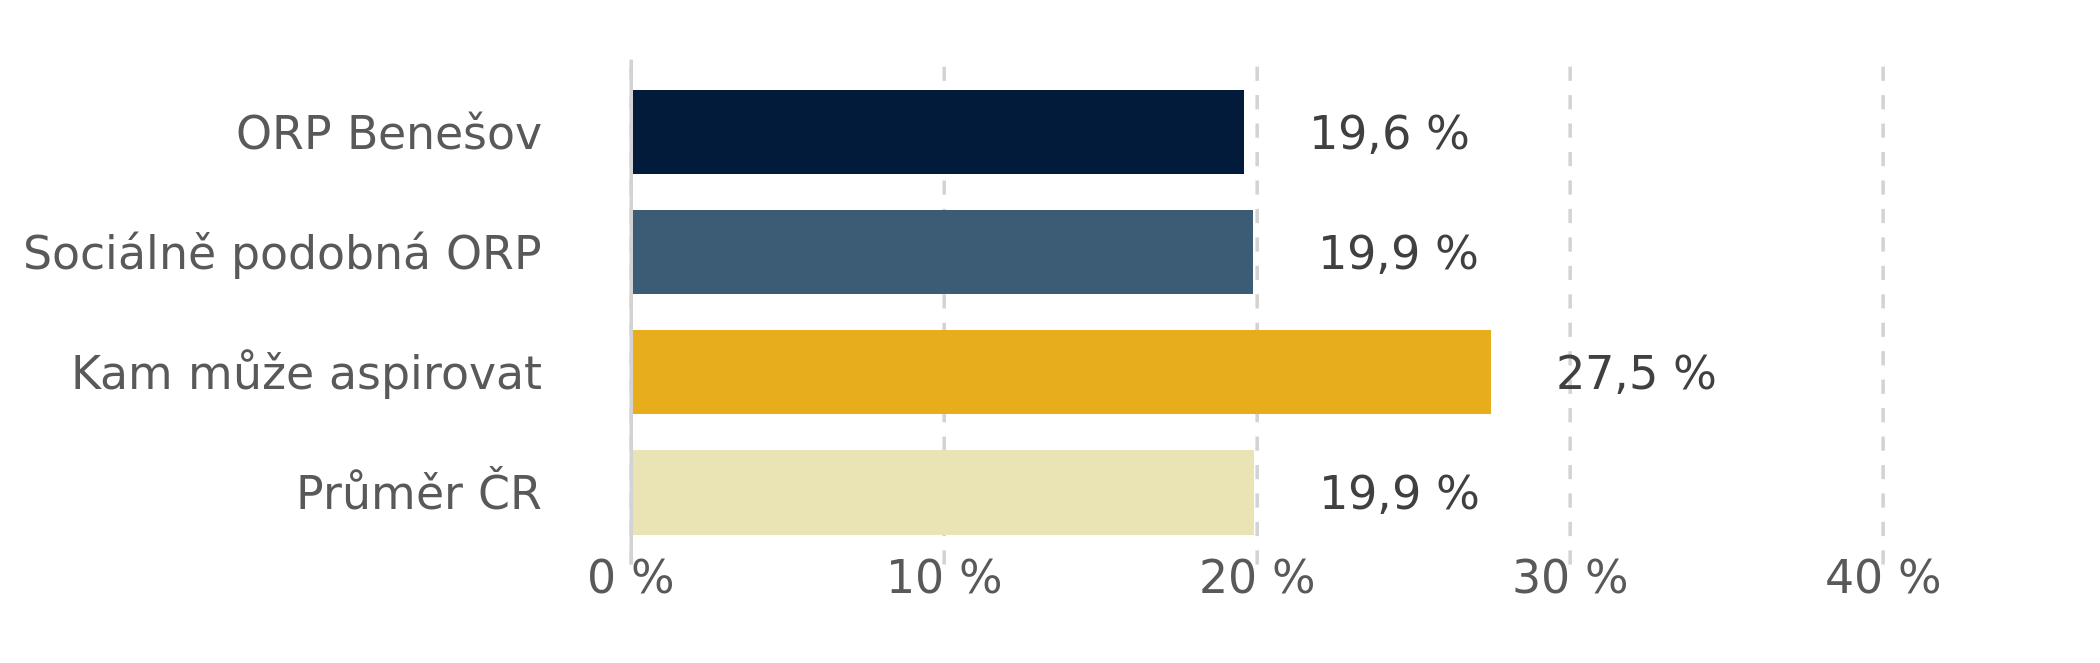 ORP Benešov 19,6 %
Sociálně podobná ORP 19,9 %
Kam může aspirovat 27,5 %
Průměr ČR 19,9 %
0 % 10 % 20 % 30 % 40 %